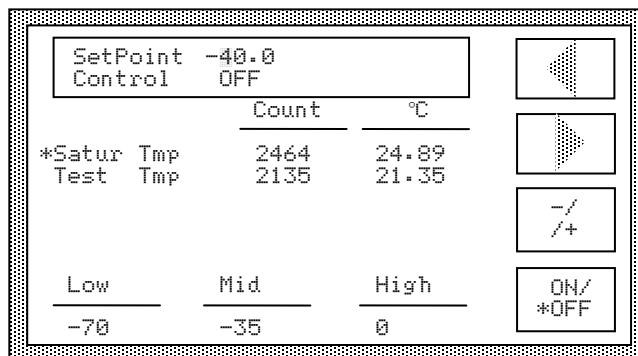 SetPoint -40.0
Control OFF
Count °C
*Satur Tmp 2464 24.89
Test Tmp 2135 21.35
-/
/+
Low Mid High
-70 -35 0
ON/
*OFF